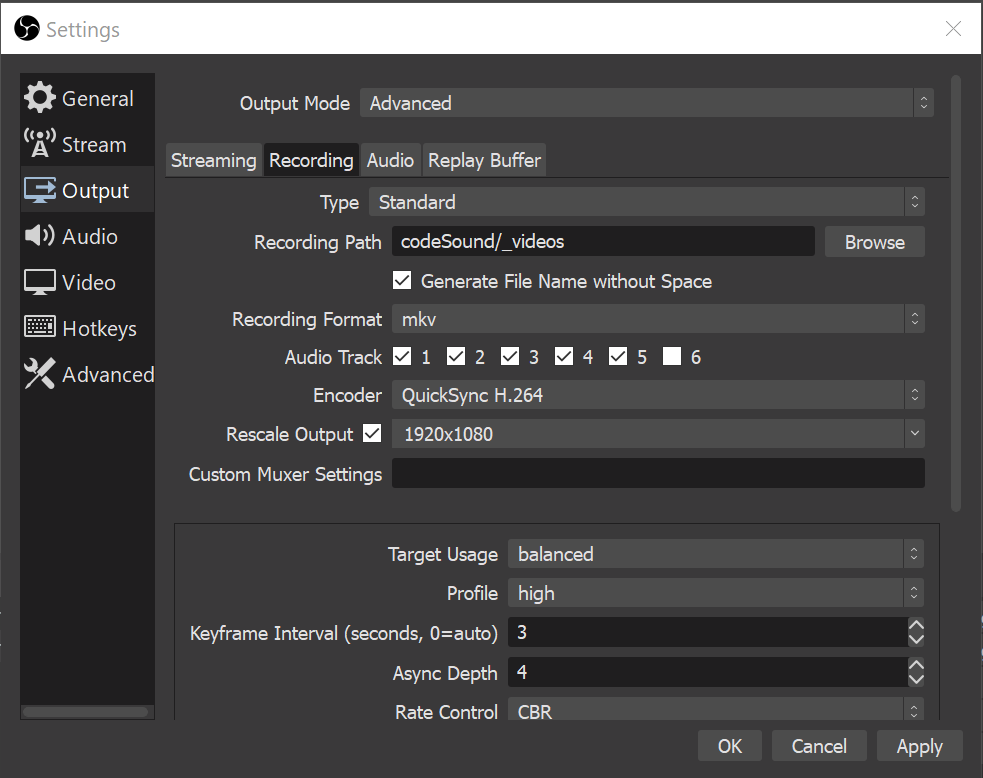 Settings
General
Stream
Output
Audio
Video
Hotkeys
Advanced
Output Mode Advanced
Streaming Recording Audio Replay Buffer
Type Standard
Recording Path codeSound/_videos Browse
Generate File Name without Space
Recording Format mkv
Audio Track 1 2 3 4 5 6
Encoder QuickSync H.264
Rescale Output 1920x1080
Custom Muxer Settings
Target Usage balanced
Profile high
Keyframe Interval (seconds, 0=auto) 3
Async Depth 4
Rate Control CBR
OK Cancel Apply